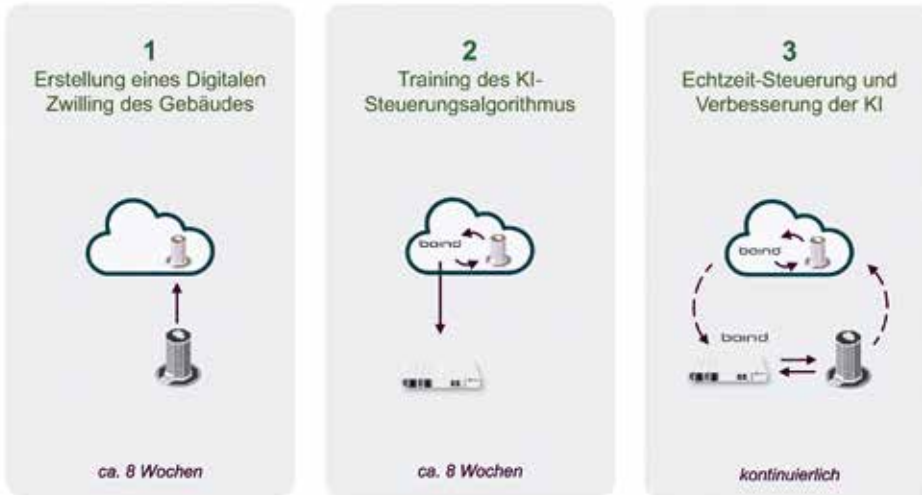 1
Erstellung eines Digitalen
Zwilling des Gebäudes
ca. 8 Wochen
2
Training des KI-
Steuerungsalgorithmus
boind
ca. 8 Wochen
3
Echtzeit-Steuerung und
Verbesserung der KI
boind
boind
kontinuierlich